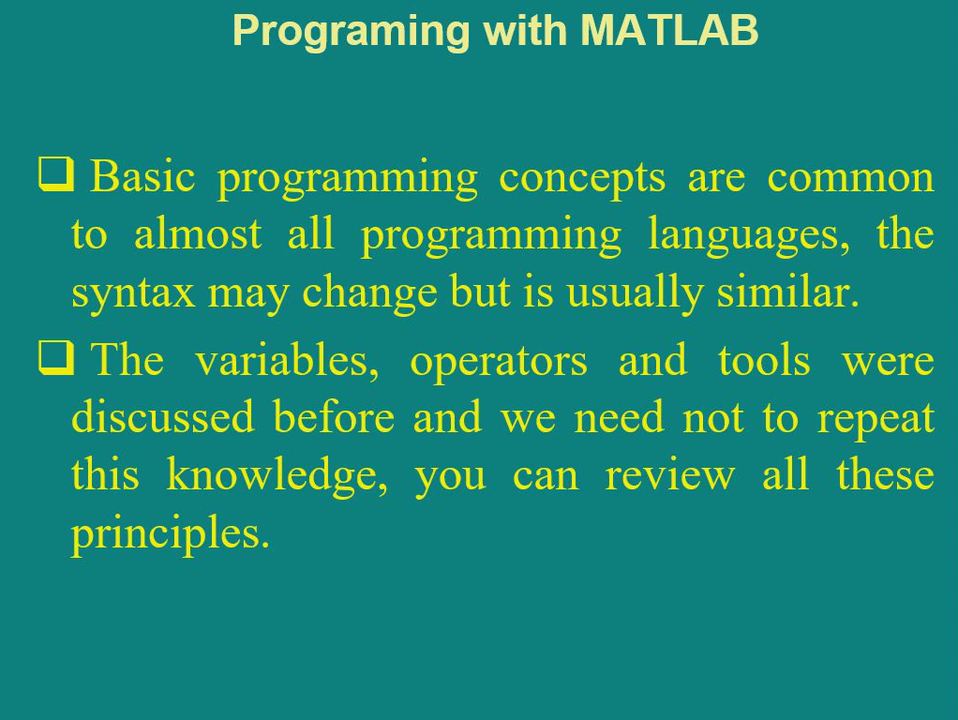 Programing with MATLAB
Basic programming concepts are common
to almost all programming languages, the
syntax may change but is usually similar.
The variables, operators and tools were
discussed before and we need not to repeat
this knowledge, you can review all these
principles.